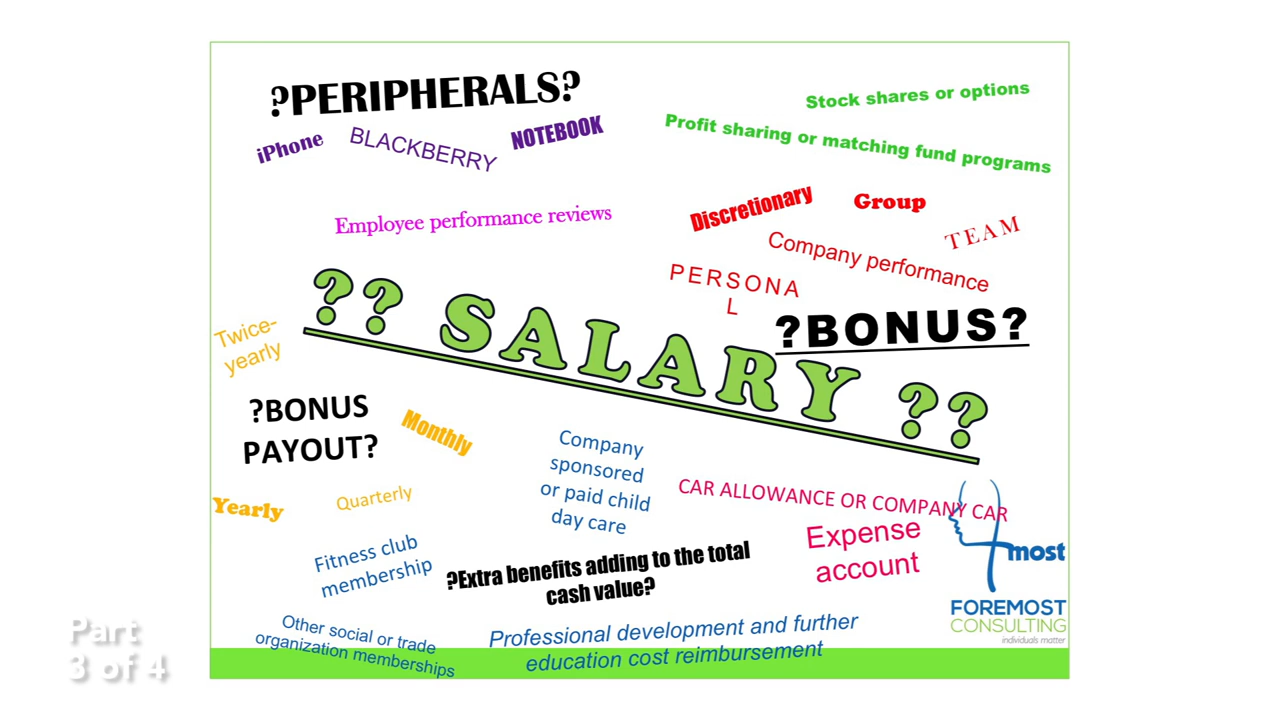 ?PERIPHERALS?
iPhone
BLACKBERRY
NOTEBOOK
Stock shares or options
Profit sharing or matching fund programs
Employee performance reviews
Discretionary
Group
TEAM
Company performance
PERSONA
L
?BONUS?
?? SALARY ??
Twice-
yearly
?BONUS
PAYOUT?
Monthly
Yearly
Quarterly
Company
sponsored
or paid child
day care
CAR ALLOWANCE OR COMPANY CAR
Expense
account
Fitness club
membership
?Extra benefits adding to the total
cash value?
Other social or trade
organization memberships
Professional development and further
education cost reimbursement
most
FOREMOST
CONSULTING
individuals matter
Part
3 of 4